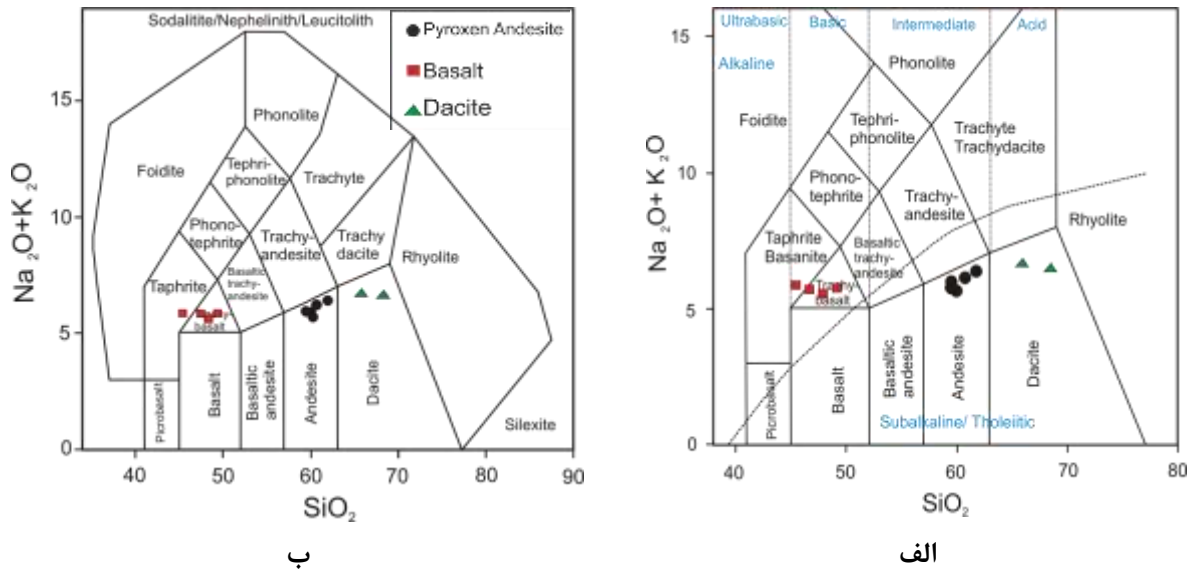 Sodalitite/Nephelinith/Leucitolith
Pyroxen Andesite
Basalt
Dacite
15
10
5
0
Na2O+K2O
Phonolite
Foidite
Tephri-
phonolite
Trachyte
Phono-
tephrite
Trachy-
andesite
Trachy
dacite
Rhyolite
Taphrite
Basaltic
trachy-
andesite
basalt
Picrobasalt
Basalt
Basaltic
andesite
Andesite
Dacite
Silexite
40
50
60
70
80
90
SiO2
ب
Ultrabasic
Basic
Intermediate
Acid
15
10
5
0
Na2O+K2O
Alkaline
Phonolite
Foidite
Tephri-
phonolite
Trachyte
Trachydacite
Phono-
tephrite
Trachy-
andesite
Rhyolite
Taphrite
Basanite
Basaltic
trachy-
andesite
Trachy-
basalt
Picrobasalt
Basalt
Basaltic
andesite
Andesite
Dacite
Subalkaline/ Tholeiitic
40
50
60
70
80
SiO2
الف